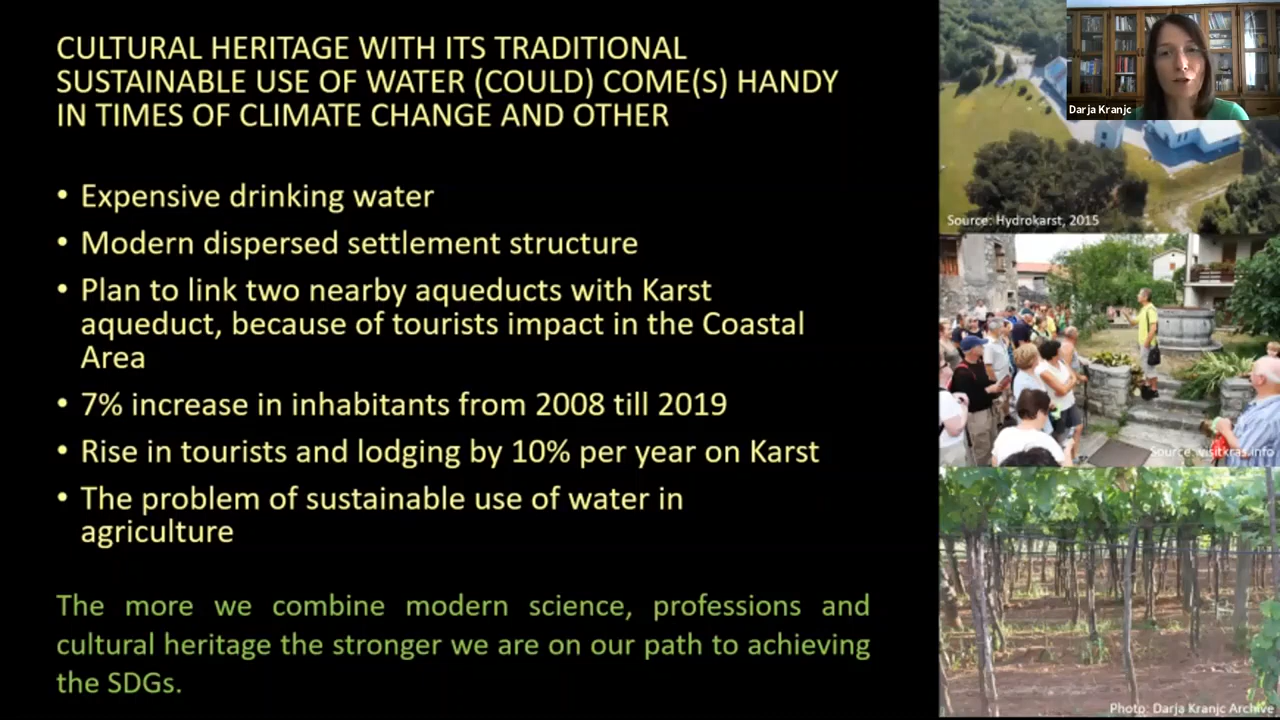 CULTURAL HERITAGE WITH ITS TRADITIONAL
SUSTAINABLE USE OF WATER (COULD) COME(S) HANDY
IN TIMES OF CLIMATE CHANGE AND OTHER
• Expensive drinking water
• Modern dispersed settlement structure
• Plan to link two nearby aqueducts with Karst
aqueduct, because of tourists impact in the Coastal
Area
• 7% increase in inhabitants from 2008 till 2019
• Rise in tourists and lodging by 10% per year on Karst
• The problem of sustainable use of water in
agriculture
The more we combine modern science, professions and
cultural heritage the stronger we are on our path to achieving
the SDGs.
Darja Kranjc
Source: Hydrokarst, 2015
Source: visitkras.info
Photo: Darja Kranjc Archive